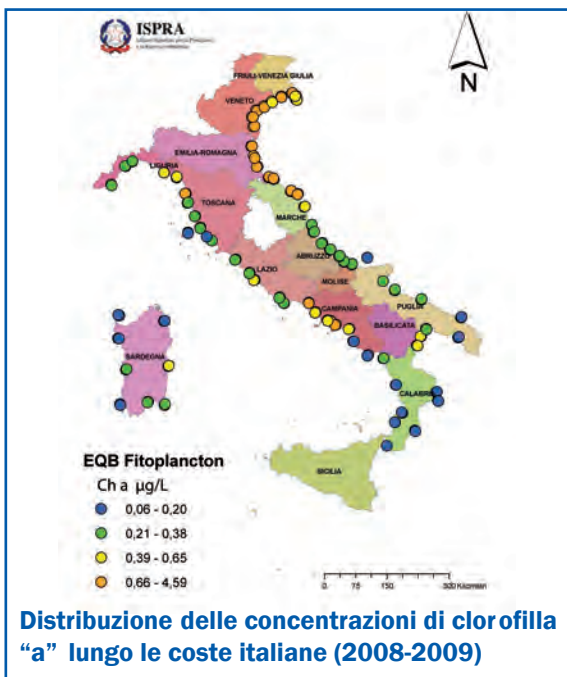 ISPRA
N
FRIULI-VENEZIA GIULIA
VENETO
EMILIA-ROMAGNA
LIGURIA
TOSCANA
MARCHE
ABRUZZO
LAZIO
MOLISE
CAMPANIA
PUGLIA
BASILICATA
SARDEGNA
CALABRIA
SICILIA
EQB Fitoplancton
Ch a µg/L
0,06 - 0,20
0,21 - 0,38
0,39 - 0,65
0,66 - 4,59
0 75 150 300 Kilometers
Distribuzione delle concentrazioni di clorofilla
“a” lungo le coste italiane (2008-2009)